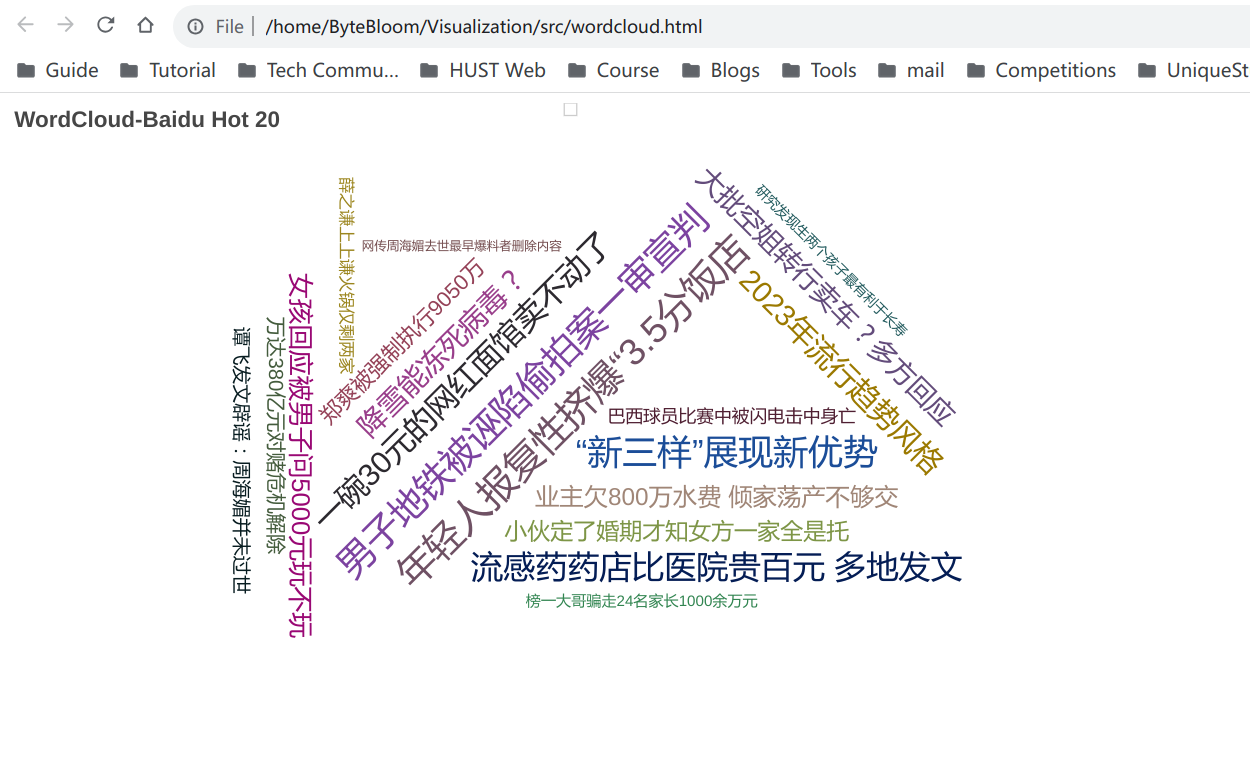 File | /home/ByteBloom/Visualization/src/wordcloud.html
Guide Tutorial Tech Commu... HUST Web Course Blogs Tools mail Competitions UniqueSt
WordCloud-Baidu Hot 20
薛之谦上上谦火锅仅剩两家
网传周海媚去世最早爆料者删除内容
大批空姐转行卖车？多方回应
研究发现生两个孩子最有利于长寿
郑爽被强制执行9050万
降雪能冻死病毒？
一碗30元的网红面馆卖不动了
男子地铁被诬陷偷拍案一审宣判
年轻人报复性挤爆“3.5分饭店
2023年流行趋势风格
女孩回应被男子问5000元玩不玩
万达380亿元对赌危机解除
谭飞发文辟谣：周海媚并未过世
巴西球员比赛中被闪电击中身亡
“新三样”展现新优势
业主欠800万水费 倾家荡产不够交
小伙定了婚期才知女方一家全是托
流感药药店比医院贵百元 多地发文
榜一大哥骗走24名家长1000余万元